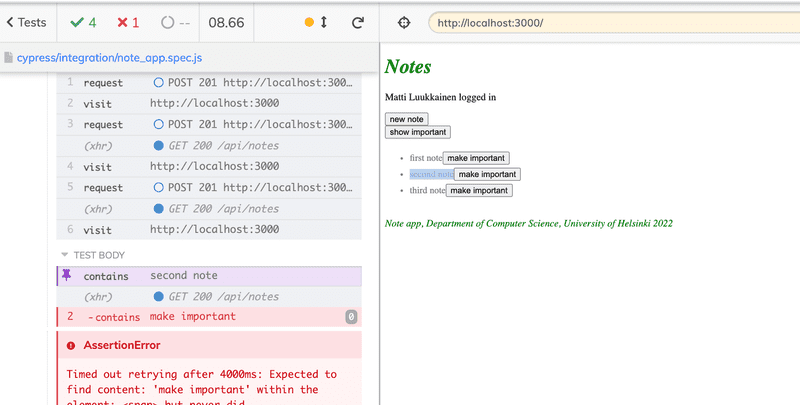 < Tests ✓ 4 ✗ 1 -- 08.66
http://localhost:3000/
cypress/integration/note_app.spec.js
1 request POST 201 http://localhost:300…
2 visit http://localhost:3000
3 request POST 201 http://localhost:300…
(xhr) GET 200 /api/notes
4 visit http://localhost:3000
5 request POST 201 http://localhost:300…
(xhr) GET 200 /api/notes
6 visit http://localhost:3000
TEST BODY
contains second note
(xhr) GET 200 /api/notes
2 -contains make important 0
AssertionError
Timed out retrying after 4000ms: Expected to
find content: 'make important' within the
element: <span> but never did.
Notes
Matti Luukkainen logged in
new note
show important
first note make important
second note make important
third note make important
Note app, Department of Computer Science, University of Helsinki 2022